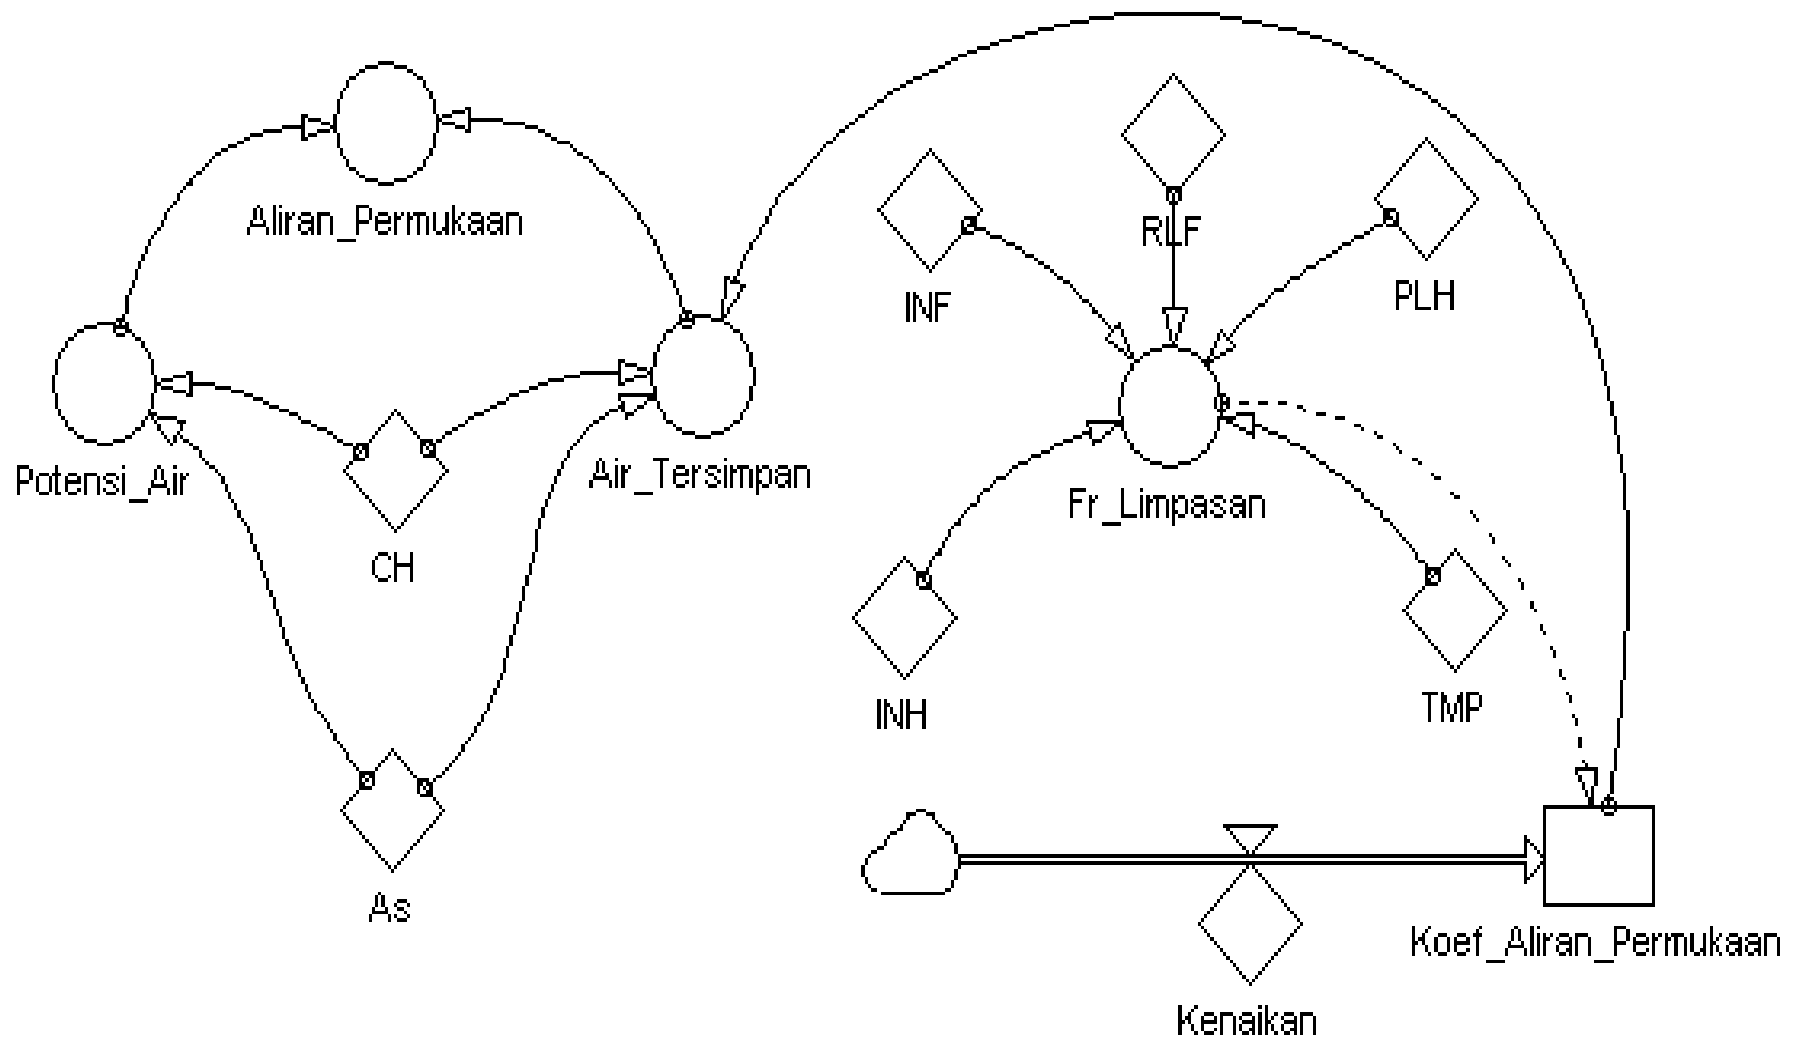 Aliran_Permukaan
RLF
INF
PLH
Potensi_Air
Air_Tersimpan
Fr_Limpasan
CH
INH
TMP
As
Koef_Aliran_Permukaan
Kenaikan